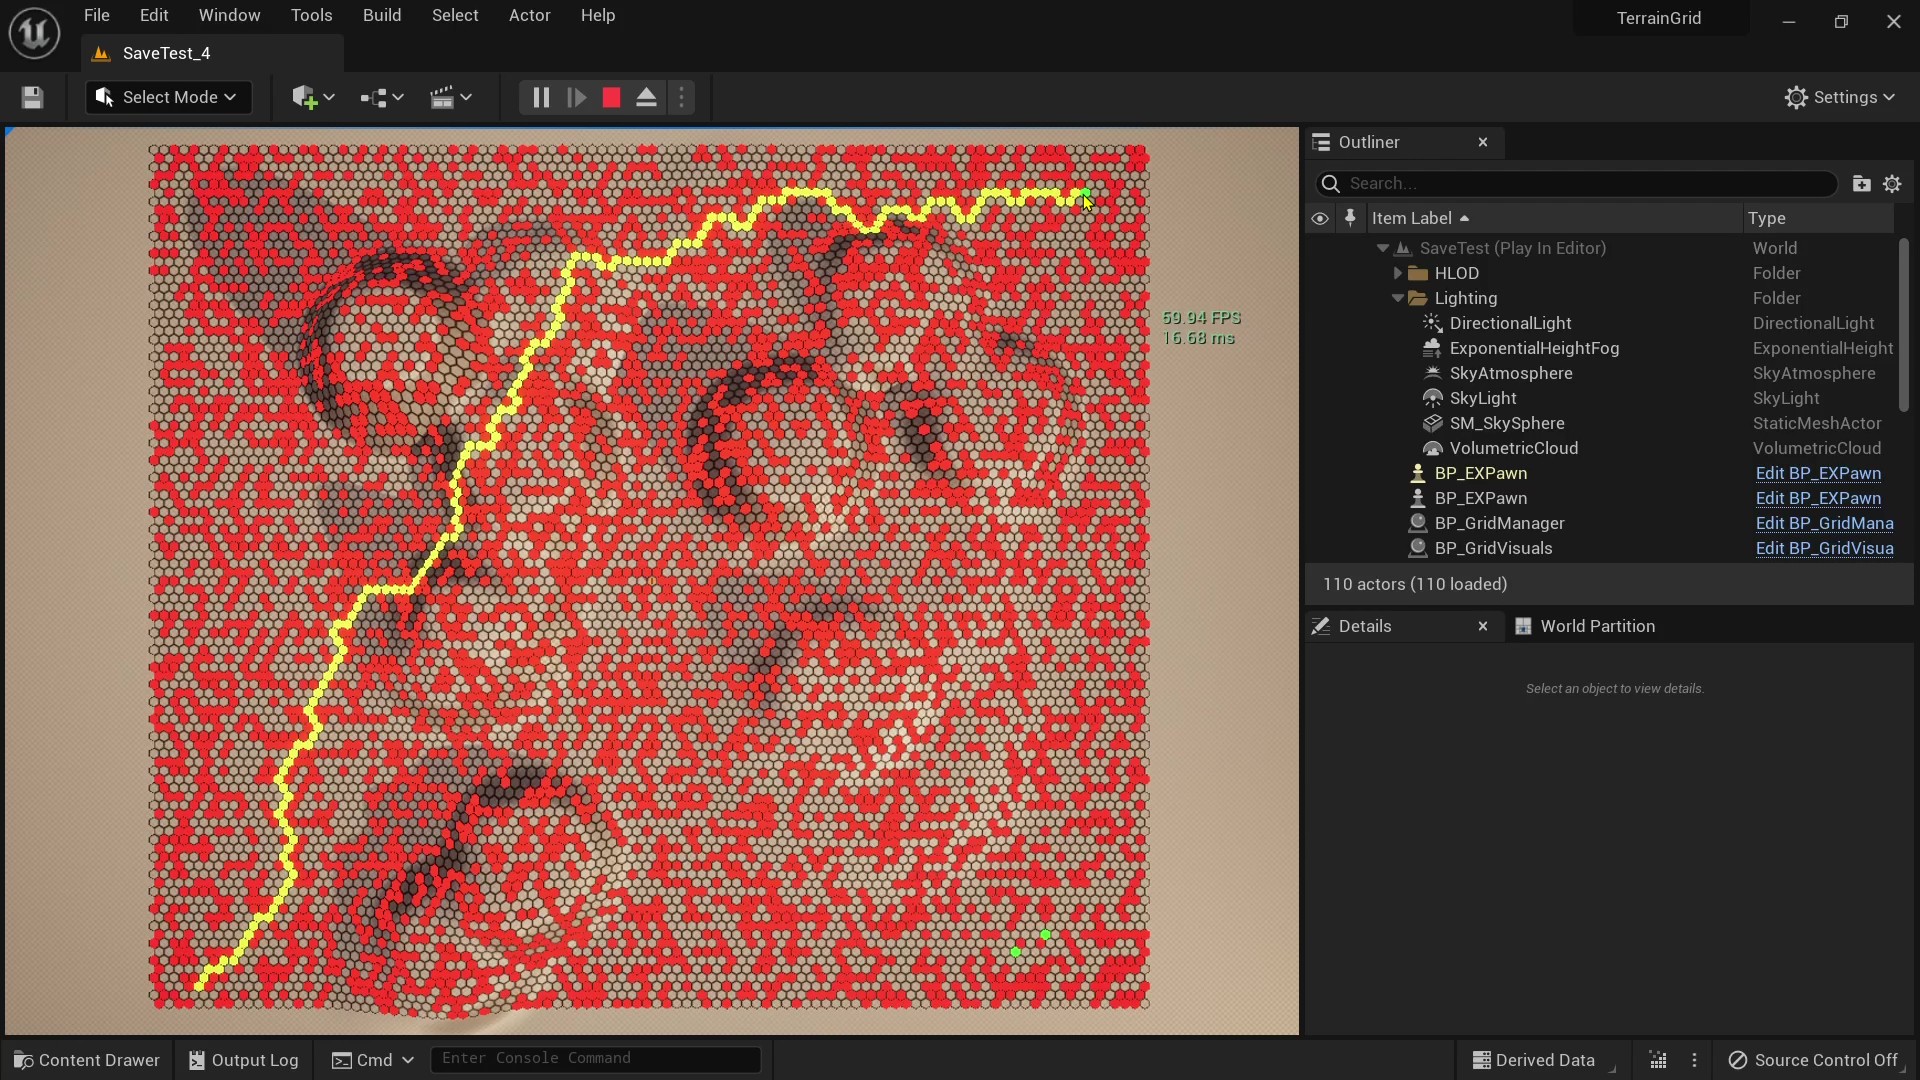 File Edit Window Tools Build Select Actor Help
TerrainGrid
SaveTest_4
Select Mode
Settings
59.94 FPS
16.68 ms
Outliner
Search...
Item Label Type
SaveTest (Play In Editor) World
HLOD Folder
Lighting Folder
DirectionalLight DirectionalLight
ExponentialHeightFog ExponentialHeight
SkyAtmosphere SkyAtmosphere
SkyLight SkyLight
SM_SkySphere StaticMeshActor
VolumetricCloud VolumetricCloud
BP_EXPawn Edit BP_EXPawn
BP_EXPawn Edit BP_EXPawn
BP_GridManager Edit BP_GridMana
BP_GridVisuals Edit BP_GridVisua
110 actors (110 loaded)
Details World Partition
Select an object to view details.
Content Drawer Output Log Cmd Enter Console Command Derived Data Source Control Off